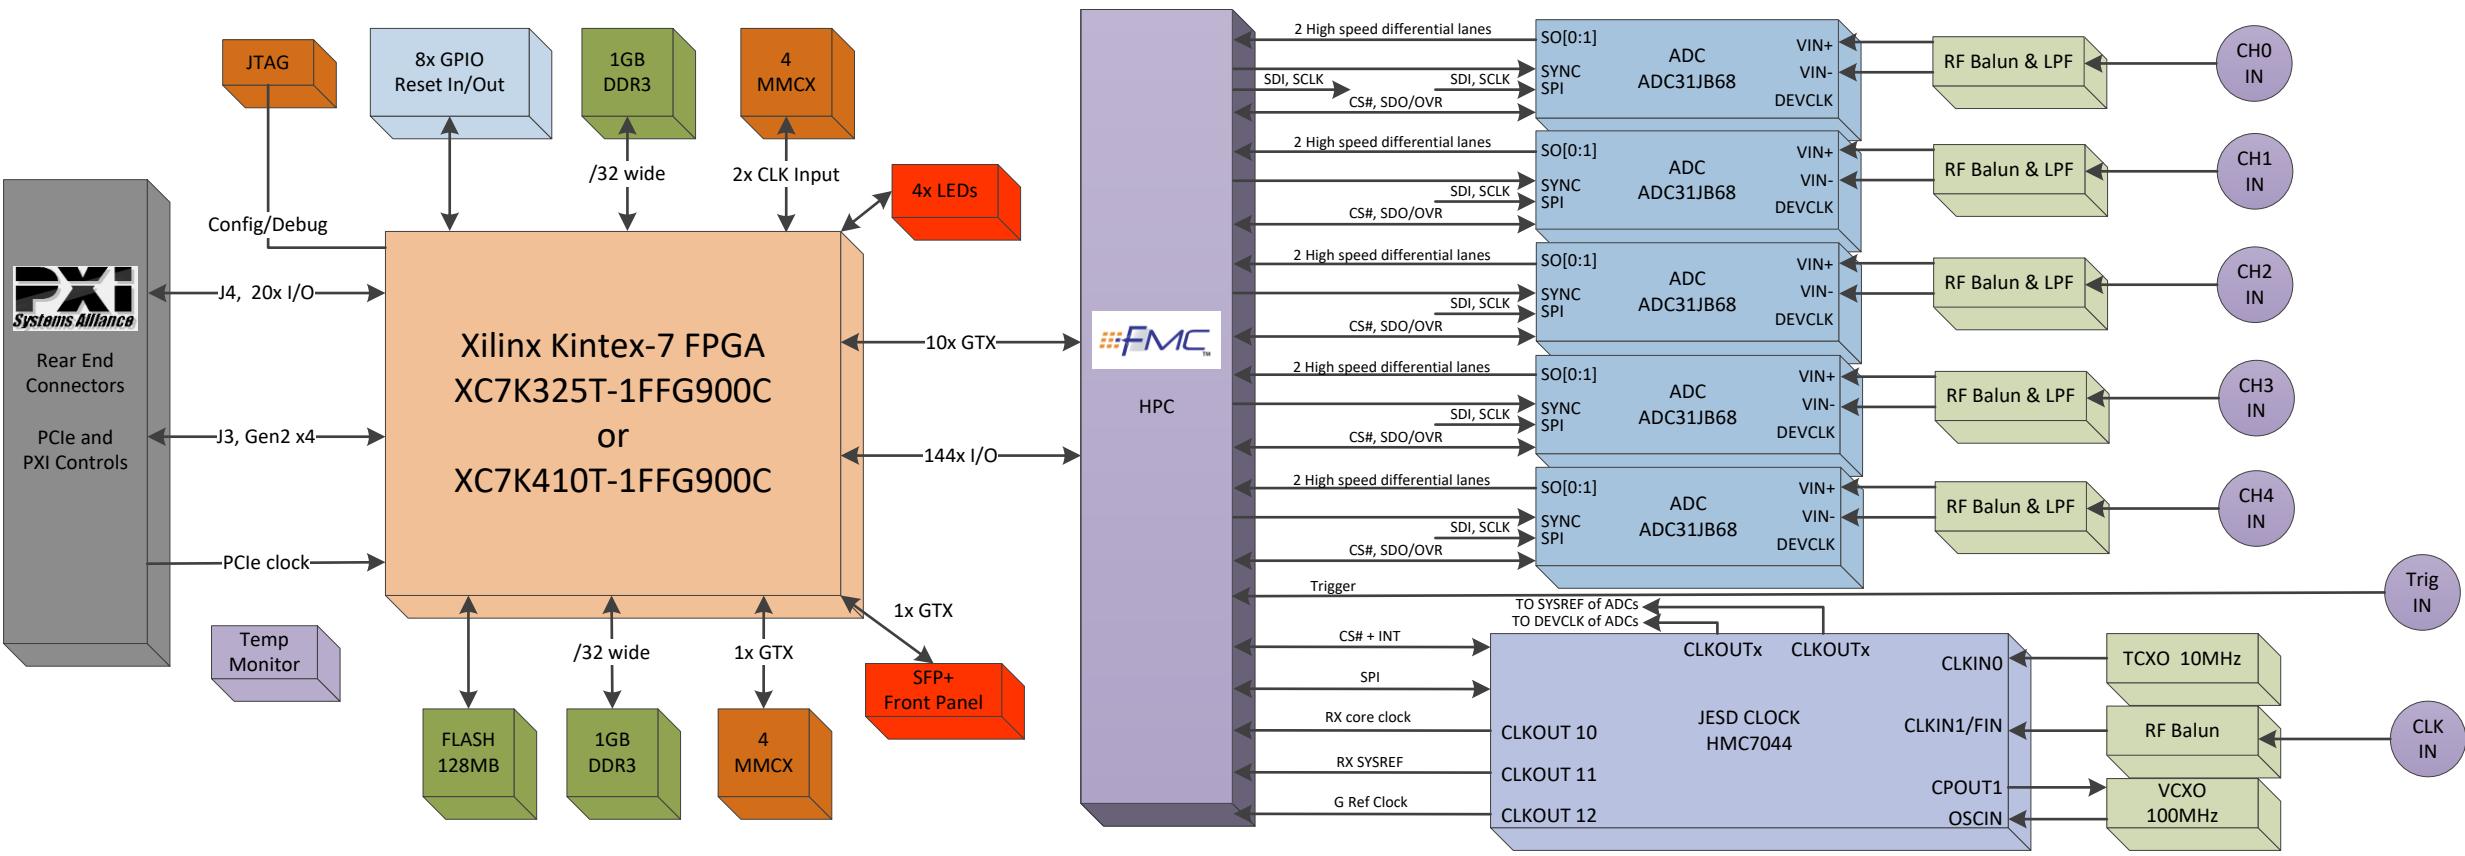 JTAG
8x GPIO
Reset In/Out
1GB
DDR3
4
MMCX
/32 wide
2x CLK Input
4x LEDs
Config/Debug
PXI
Systems Alliance
Rear End
Connectors
PCIe and
PXI Controls
J4,  20x I/O
J3, Gen2 x4
PCIe clock
Xilinx Kintex-7 FPGA
XC7K325T-1FFG900C
or
XC7K410T-1FFG900C
10x GTX
144x I/O
1x GTX
Temp
Monitor
/32 wide
1x GTX
SFP+
Front Panel
FLASH
128MB
1GB
DDR3
4
MMCX
FMC
TM
HPC
2 High speed differential lanes
SDI, SCLK
SDI, SCLK
CS#, SDO/OVR
SO[0:1]
SYNC
SPI
ADC
ADC31JB68
VIN+
VIN-
DEVCLK
RF Balun & LPF
CH0
IN
2 High speed differential lanes
SDI, SCLK
CS#, SDO/OVR
SO[0:1]
SYNC
SPI
ADC
ADC31JB68
VIN+
VIN-
DEVCLK
RF Balun & LPF
CH1
IN
2 High speed differential lanes
SDI, SCLK
CS#, SDO/OVR
SO[0:1]
SYNC
SPI
ADC
ADC31JB68
VIN+
VIN-
DEVCLK
RF Balun & LPF
CH2
IN
2 High speed differential lanes
SDI, SCLK
CS#, SDO/OVR
SO[0:1]
SYNC
SPI
ADC
ADC31JB68
VIN+
VIN-
DEVCLK
RF Balun & LPF
CH3
IN
2 High speed differential lanes
SDI, SCLK
CS#, SDO/OVR
SO[0:1]
SYNC
SPI
ADC
ADC31JB68
VIN+
VIN-
DEVCLK
RF Balun & LPF
CH4
IN
Trigger
Trig
IN
TO SYSREF of ADCs
TO DEVCLK of ADCs
CS# + INT
SPI
RX core clock
RX SYSREF
G Ref Clock
CLKOUTx
CLKOUTx
CLKOUT 10
CLKOUT 11
CLKOUT 12
JESD CLOCK
HMC7044
CLKIN0
CLKIN1/FIN
CPOUT1
OSCIN
TCXO  10MHz
RF Balun
VCXO
100MHz
CLK
IN